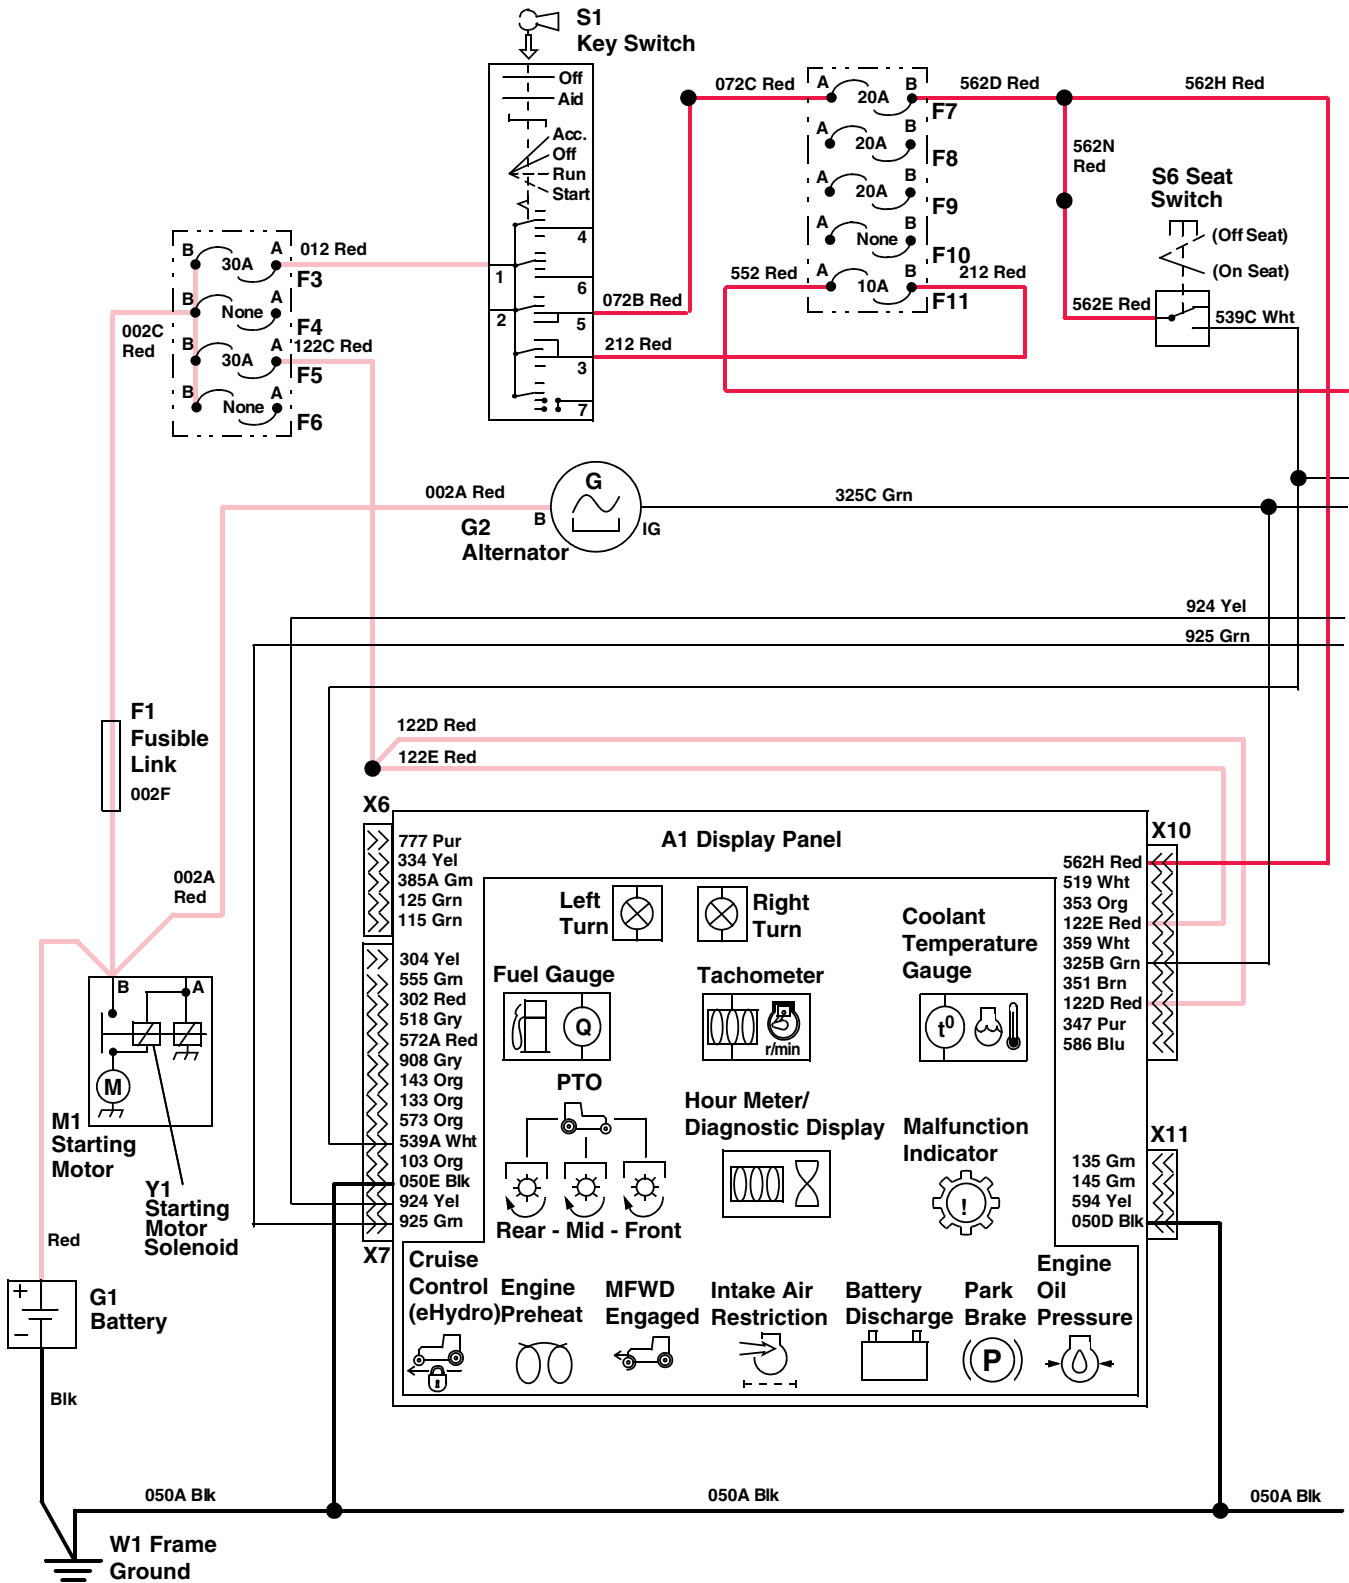 S1
Key Switch
Off
Aid
Acc.
Off
Run
Start
4
1
6
2
5
3
7
072C Red
A
20A
B
F7
A
20A
B
F8
A
20A
B
F9
A
None
B
F10
A
10A
B
F11
562D Red
562H Red
562N
Red
S6 Seat
Switch
(Off Seat)
(On Seat)
562E Red
539C Wht
552 Red
212 Red
072B Red
212 Red
B
30A
A
F3
012 Red
B
None
A
F4
002C
Red
B
30A
A
F5
122C Red
B
None
A
F6
002A Red
G
B
IG
G2
Alternator
325C Grn
924 Yel
925 Grn
F1
Fusible
Link
002F
122D Red
122E Red
002A
Red
B
A
M
M1
Starting
Motor
Y1
Starting
Motor
Solenoid
Red
+
−
G1
Battery
Blk
X6
777 Pur
334 Yel
385A Grn
125 Grn
115 Grn
304 Yel
555 Grn
302 Red
518 Gry
572A Red
908 Gry
143 Org
133 Org
573 Org
539A Wht
103 Org
050E Blk
924 Yel
925 Grn
X7
A1 Display Panel
X10
562H Red
519 Wht
353 Org
122E Red
359 Wht
325B Grn
351 Brn
122D Red
347 Pur
586 Blu
X11
135 Grn
145 Grn
594 Yel
050D Blk
Left
Turn
Right
Turn
Coolant
Temperature
Gauge
t0
Fuel Gauge
Q
Tachometer
r/min
PTO
Rear - Mid - Front
Hour Meter/
Diagnostic Display
Malfunction
Indicator
!
Cruise
Control
(eHydro)
Engine
Preheat
MFWD
Engaged
Intake Air
Restriction
Battery
Discharge
Park
Brake
P
Engine
Oil
Pressure
050A Blk
050A Blk
050A Blk
W1 Frame
Ground